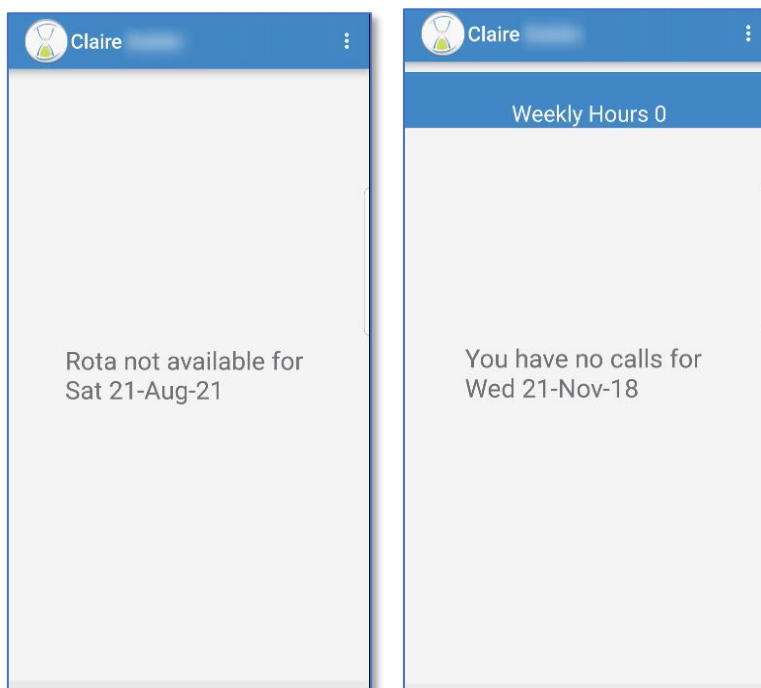 Claire
Rota not available for
Sat 21-Aug-21
Claire
Weekly Hours 0
You have no calls for
Wed 21-Nov-18